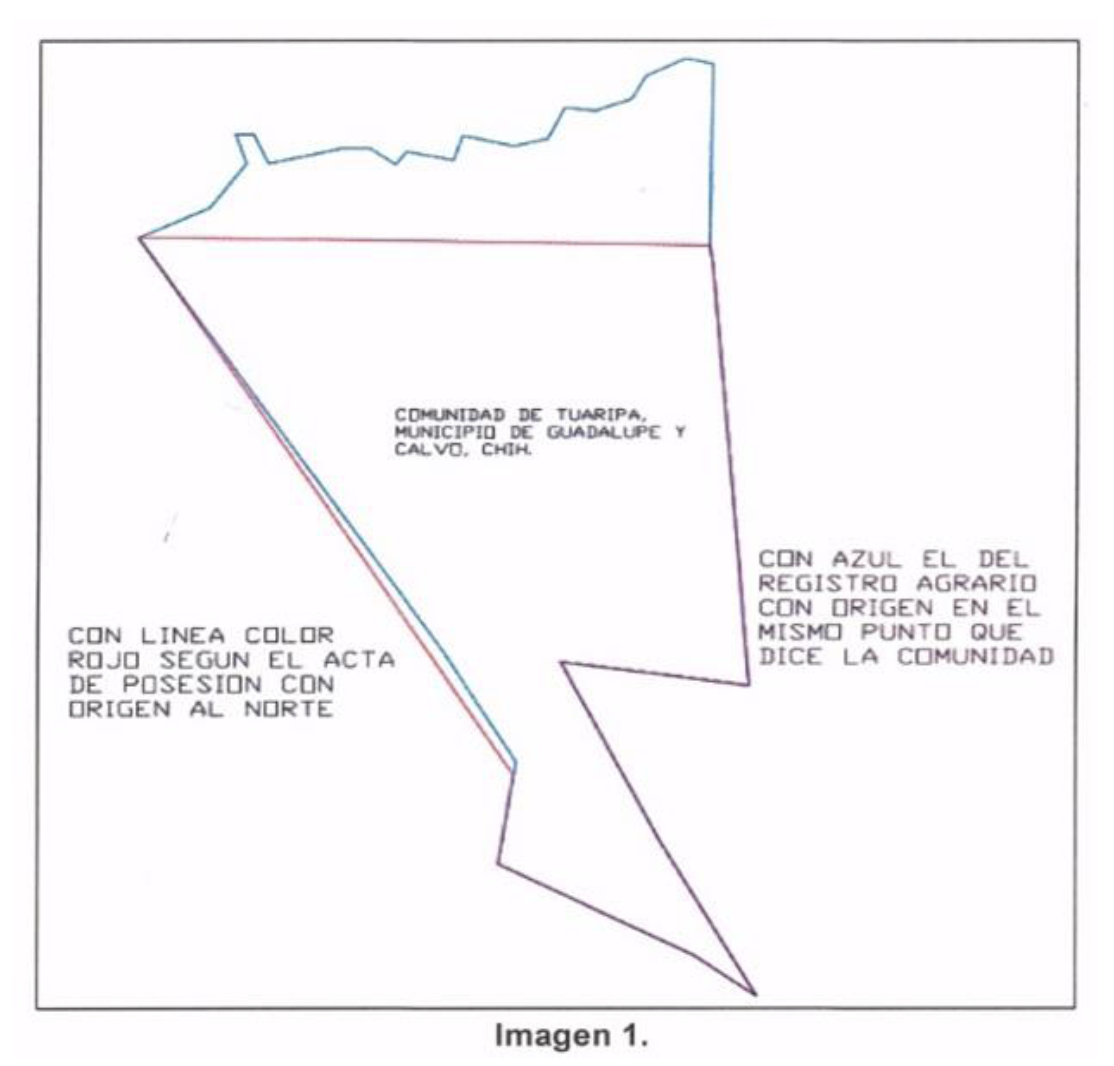 COMUNIDAD DE TUARIPA,
MUNICIPIO DE GUADALUPE Y
CALVO, CHIH.
CON AZUL EL DEL
REGISTRO AGRARIO
CON ORIGEN EN EL
MISMO PUNTO QUE
DICE LA COMUNIDAD
CON LINEA COLOR
ROJO SEGUN EL ACTA
DE POSESION CON
ORIGEN AL NORTE
Imagen 1.